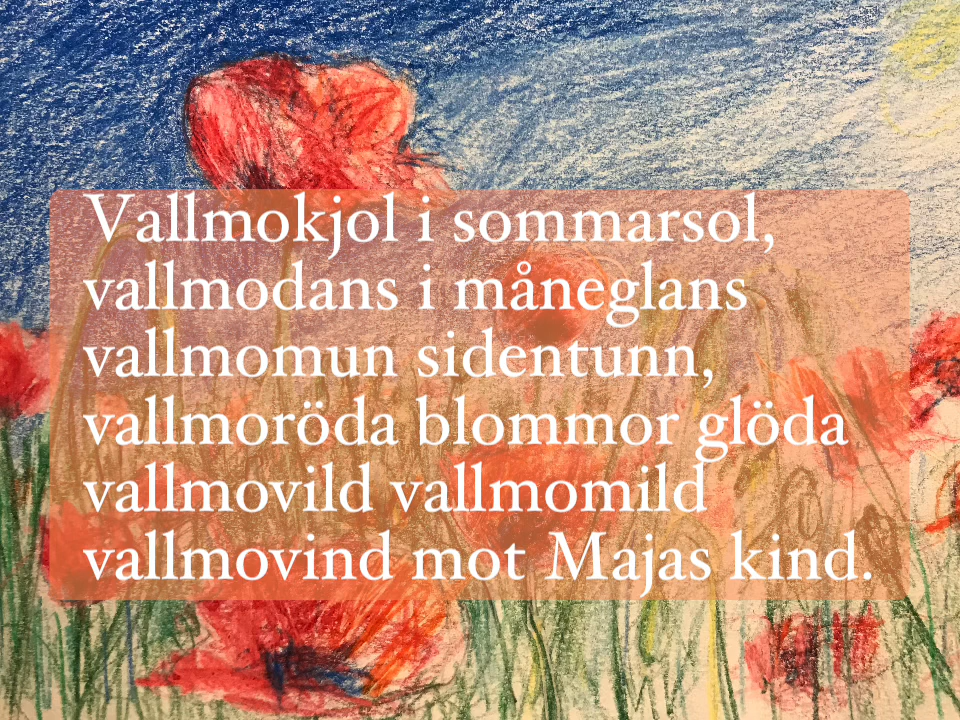 Vallmokjol i sommarsol,
vallmodans i måneglans
vallmomun sidentunn,
vallmoröda blommor glöda
vallmovild vallmomild
vallmovind mot Majas kind.